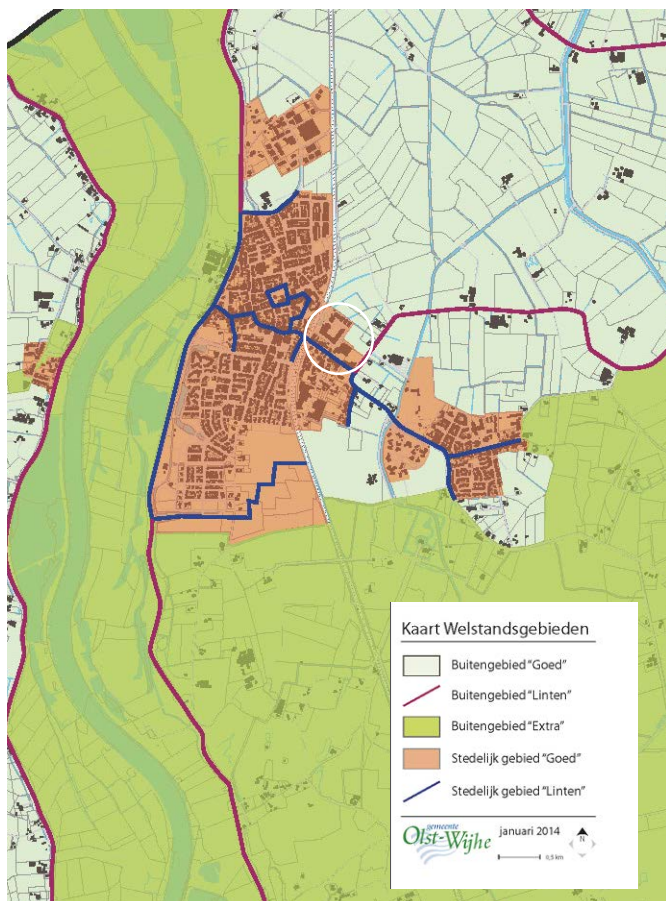 Kaart Welstandsgebieden
Buitengebied "Goed"
Buitengebied "Linten"
Buitengebied "Extra"
Stedelijk gebied "Goed"
Stedelijk gebied "Linten"
gemeente
Olst-Wijhe
januari 2014
N
0,5 km